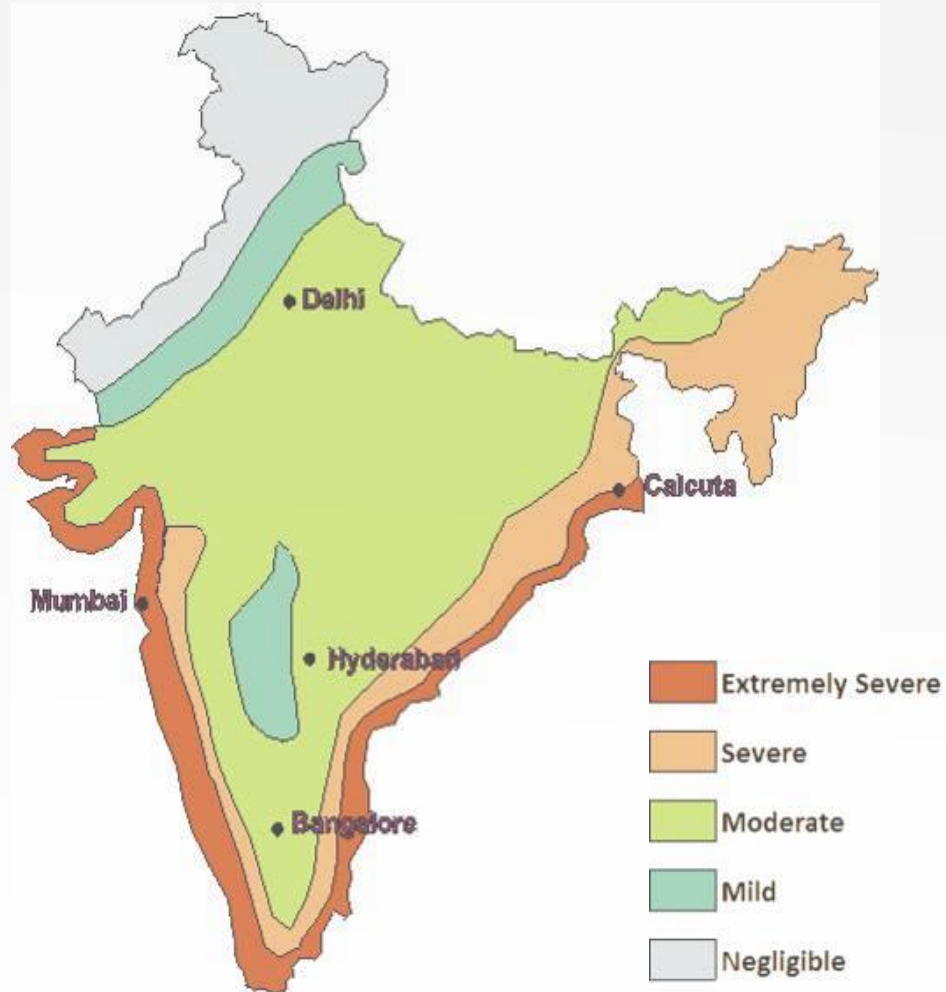 Delhi
Calcuta
Mumbai
Hyderabad
Bangalore
Extremely Severe
Severe
Moderate
Mild
Negligible